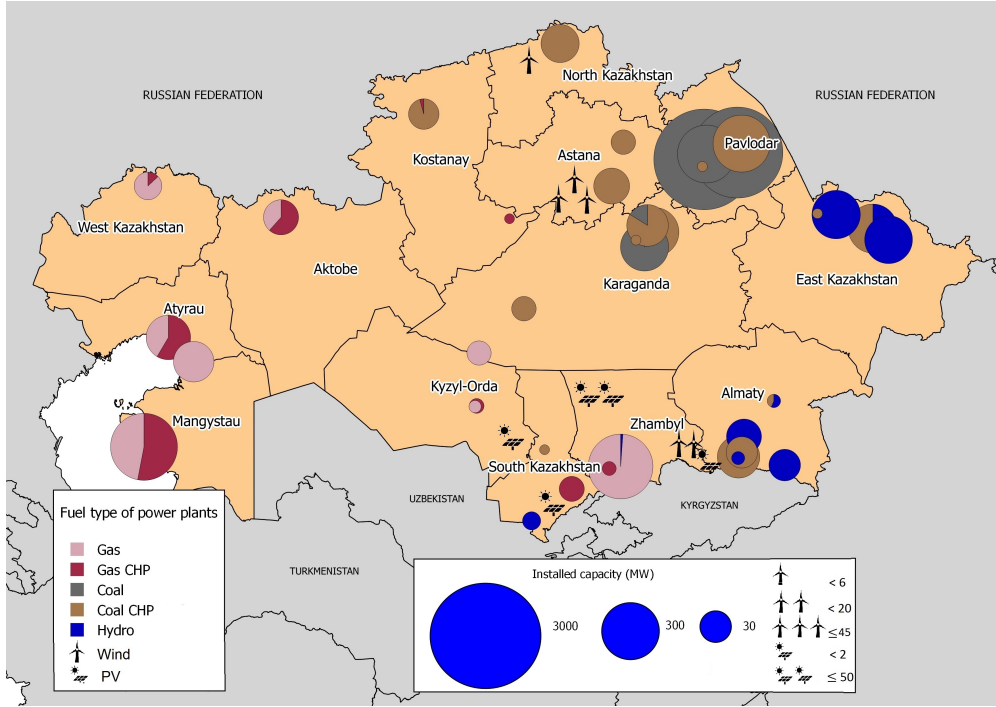 North Kazakhstan
RUSSIAN FEDERATION
RUSSIAN FEDERATION
Pavlodar
Kostanay
Astana
West Kazakhstan
Aktobe
Karaganda
East Kazakhstan
Atyrau
Kyzyl-Orda
Almaty
Mangystau
Zhambyl
South Kazakhstan
UZBEKISTAN
KYRGYZSTAN
TURKMENISTAN
Fuel type of power plants
Gas
Gas CHP
Coal
Coal CHP
Hydro
Wind
PV
Installed capacity (MW)
3000
300
30
< 6
< 20
≤45
< 2
≤ 50